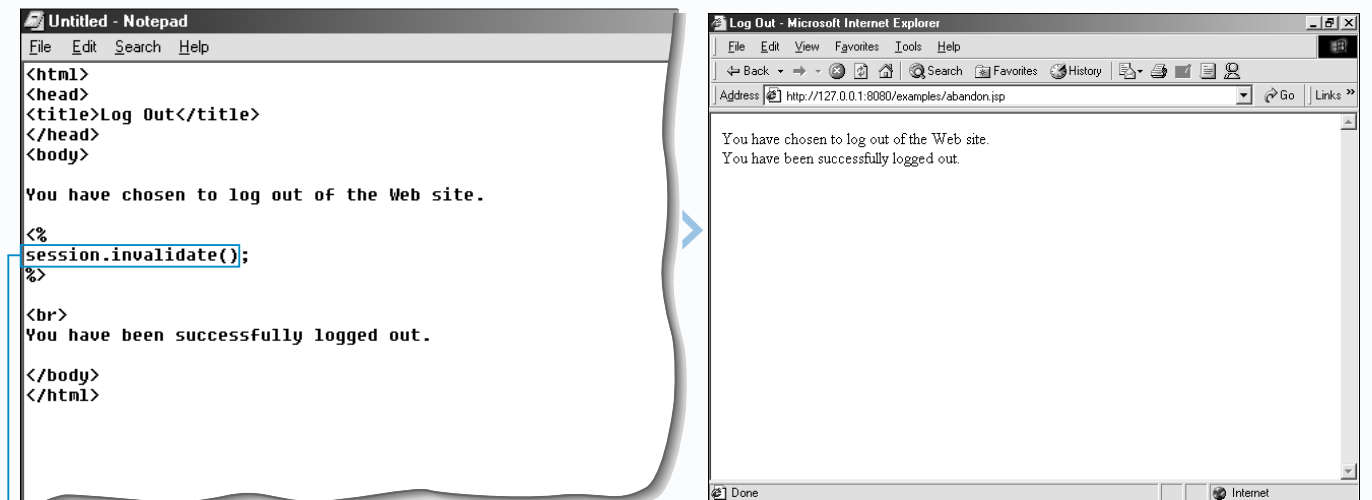 Untitled - Notepad
File Edit Search Help
<html>
<head>
<title>Log Out</title>
</head>
<body>
You have chosen to log out of the Web site.
<%
session.invalidate();
%>
<br>
You have been successfully logged out.
</body>
</html>
Log Out - Microsoft Internet Explorer
File Edit View Favorites Tools Help
Back Search Favorites History
Address http://127.0.0.1:8080/examples/abandon.jsp Go Links »
You have chosen to log out of the Web site.
You have been successfully logged out.
Done Internet